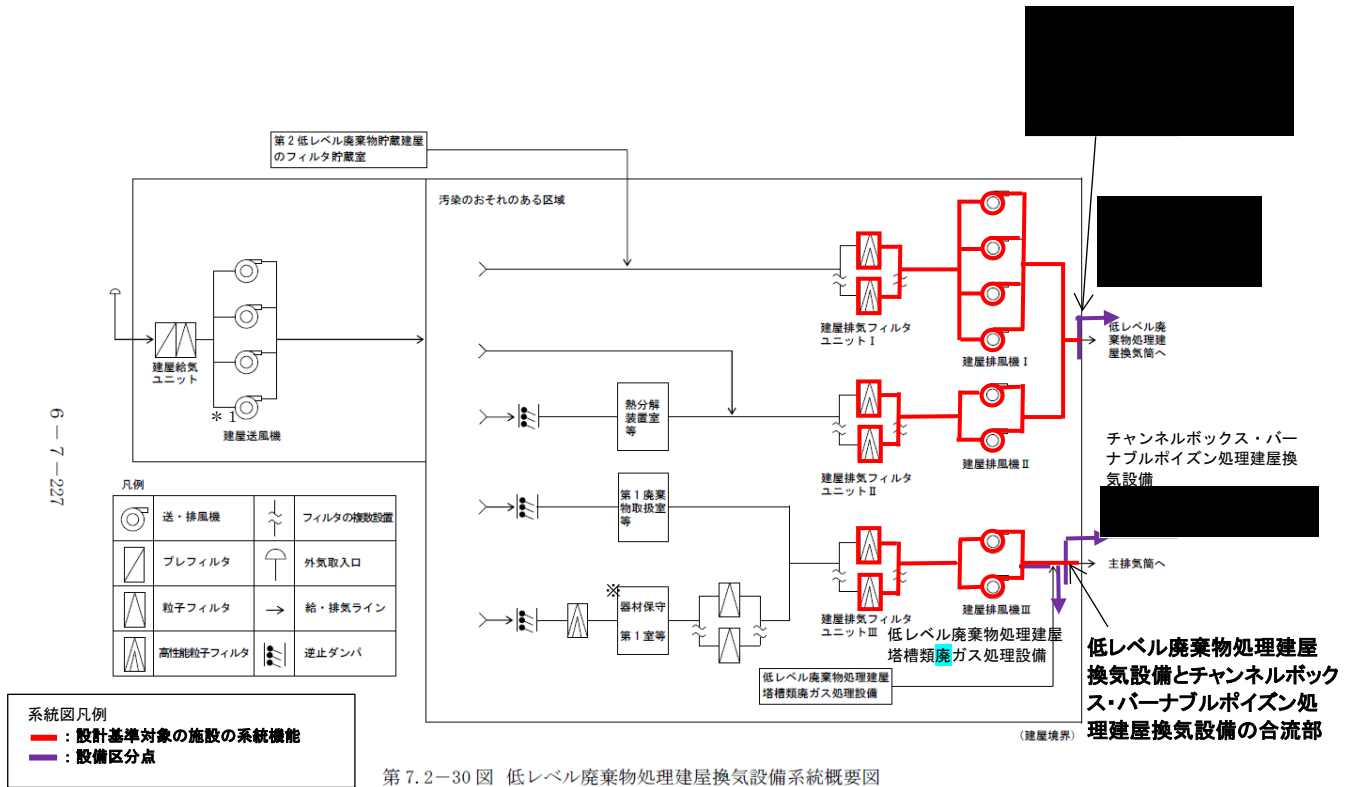 第2低レベル廃棄物貯蔵建屋
のフィルタ貯蔵室
汚染のおそれのある区域
建屋給気
ユニット
*1
建屋送風機
熱分解
装置室
等
第1廃棄
物取扱室
等
※
器材保守
第1室等
建屋排気フィルタ
ユニットⅠ
建屋排風機Ⅰ
建屋排気フィルタ
ユニットⅡ
建屋排風機Ⅱ
建屋排気フィルタ
ユニットⅢ
建屋排風機Ⅲ
低レベル廃
棄物処理建
屋換気筒へ
チャンネルボックス・バー
ナブルポイズン処理建屋換
気設備
主排気筒へ
低レベル廃棄物処理建屋
塔槽類廃ガス処理設備
低レベル廃棄物処理建屋
塔槽類廃ガス処理設備
低レベル廃棄物処理建屋
換気設備とチャンネルボック
ス・バーナブルポイズン処
理建屋換気設備の合流部
(建屋境界)
凡例
送・排風機
フィルタの複数設置
プレフィルタ
外気取入口
粒子フィルタ
給・排気ライン
高性能粒子フィルタ
逆止ダンパ
系統図凡例
:設計基準対象の施設の系統機能
:設備区分点
第7.2-30図 低レベル廃棄物処理建屋換気設備系統概要図
6-7-227